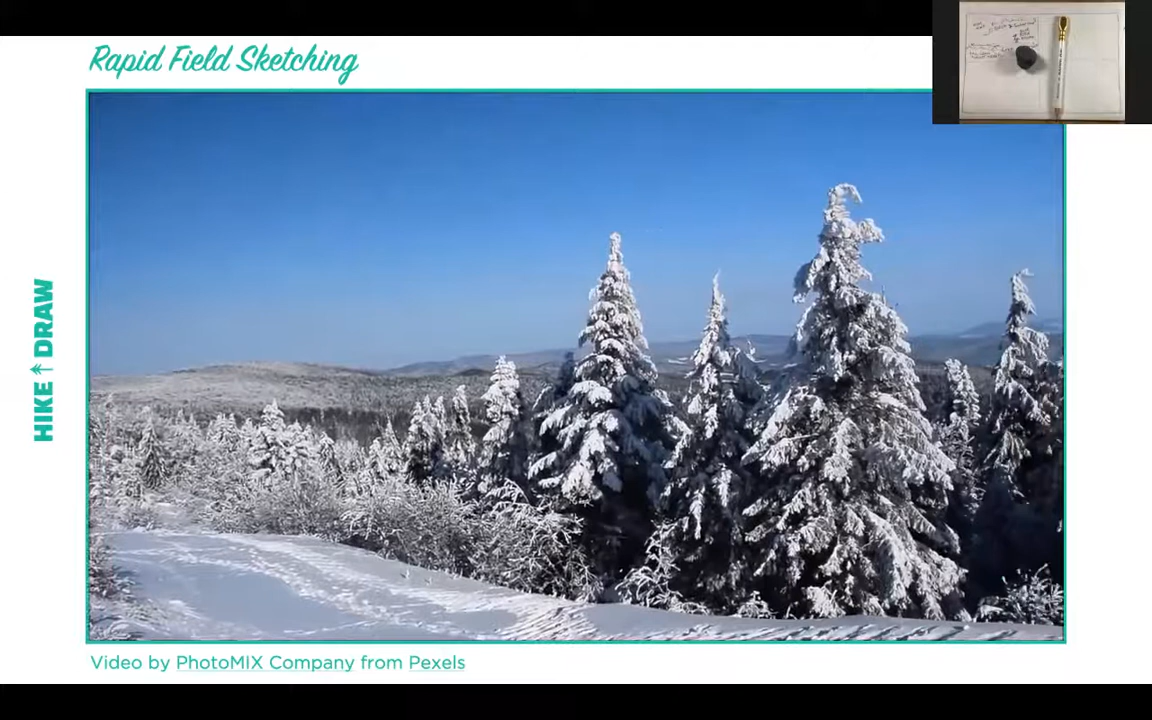 Rapid Field Sketching
HIKE DRAW
Video by PhotoMIX Company from Pexels